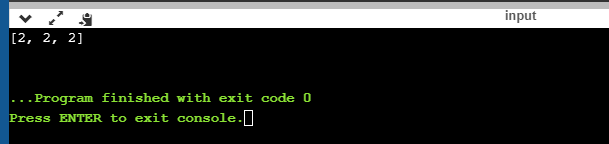 input
[2, 2, 2]
...Program finished with exit code 0
Press ENTER to exit console.